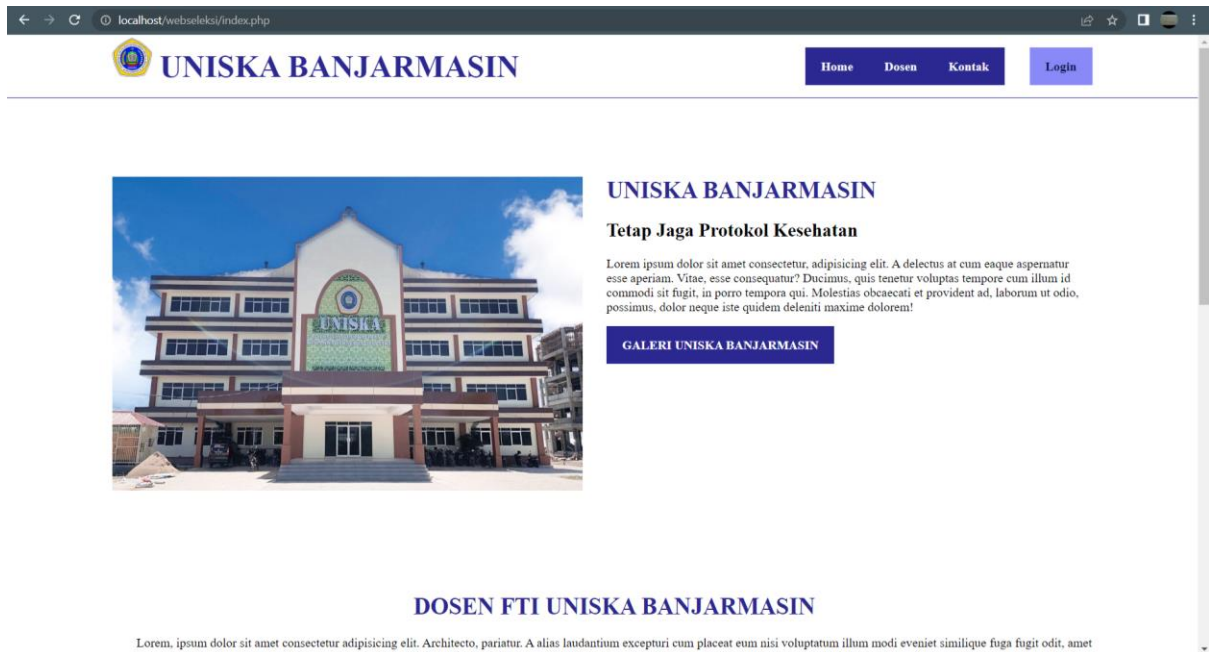 localhost/webseleksi/index.php
UNISKA BANJARMASIN
Home Dosen Kontak Login
UNISKA BANJARMASIN
Tetap Jaga Protokol Kesehatan
Lorem ipsum dolor sit amet consectetur, adipisicing elit. A delectus at cum eaque aspernatur
esse aperiam. Vitae, esse consequatur? Ducimus, quis tenetur voluptas tempore cum illum id
commodi sit fugit, in porro tempora qui. Molestias obcaecati et provident ad, laborum ut odio,
possimus, dolor neque iste quidem deleniti maxime dolorem!
GALERI UNISKA BANJARMASIN
UNISKA
DOSEN FTI UNISKA BANJARMASIN
Lorem, ipsum dolor sit amet consectetur adipisicing elit. Architecto, pariatur. A alias laudantium excepturi cum placeat eum nisi voluptatum illum modi eveniet similique fuga fugit odit, amet